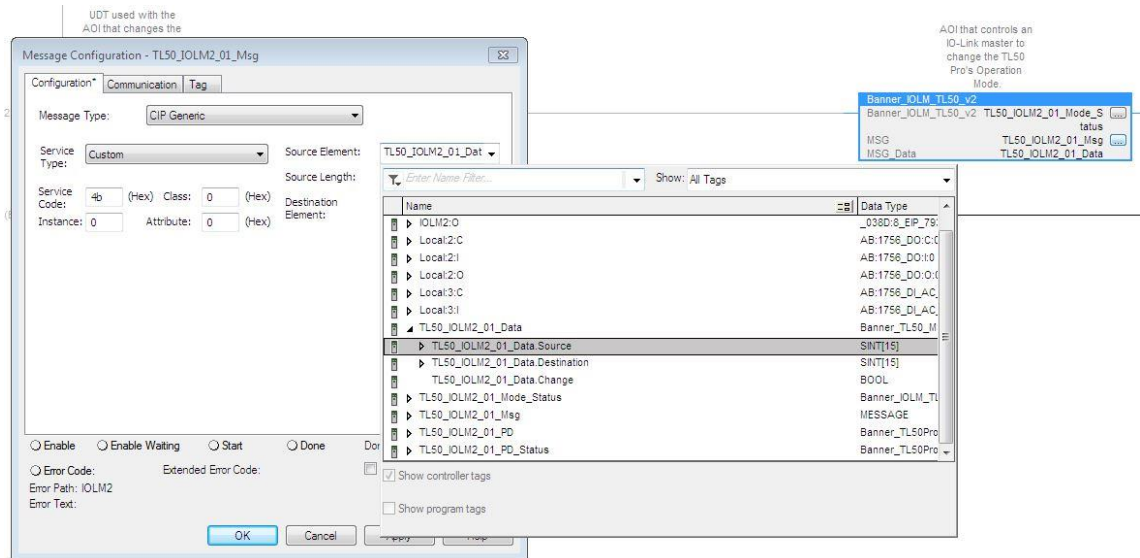 UDT used with the
AOI that changes the
Message Configuration - TL50_IOLM2_01_Msg
Configuration* Communication Tag
Message Type: CIP Generic
Service Type: Custom
Source Element: TL50_IOLM2_01_Dat
Source Length:
Service Code: 4b (Hex) Class: 0 (Hex)
Destination Element:
Instance: 0 Attribute: 0 (Hex)
Enter Name Filter...
Show: All Tags
Name Data Type
IOLM2:O
Local:2:C
Local:2:I AB:1756_DO:I:0
Local:2:O
Local:3:C AB:1756_DI_AC_
Local:3:I AB:1756_DI_AC_
TL50_IOLM2_01_Data Banner_TL50_M
TL50_IOLM2_01_Data.Source SINT[15]
TL50_IOLM2_01_Data.Destination SINT[15]
TL50_IOLM2_01_Data.Change BOOL
TL50_IOLM2_01_Mode_Status Banner_IOLM_TL
TL50_IOLM2_01_Msg MESSAGE
TL50_IOLM2_01_PD Banner_TL50Pro
TL50_IOLM2_01_PD_Status Banner_TL50Pro
Show controller tags
Show program tags
Enable Enable Waiting Start Done
Error Code: Extended Error Code:
Error Path: IOLM2
Error Text:
OK Cancel
AOI that controls an
IO-Link master to
change the TL50
Pro's Operation
Mode.
Banner_IOLM_TL50_v2
Banner_IOLM_TL50_v2 TL50_IOLM2_01_Mode_S
tatus
MSG TL50_IOLM2_01_Msg
MSG_Data TL50_IOLM2_01_Data